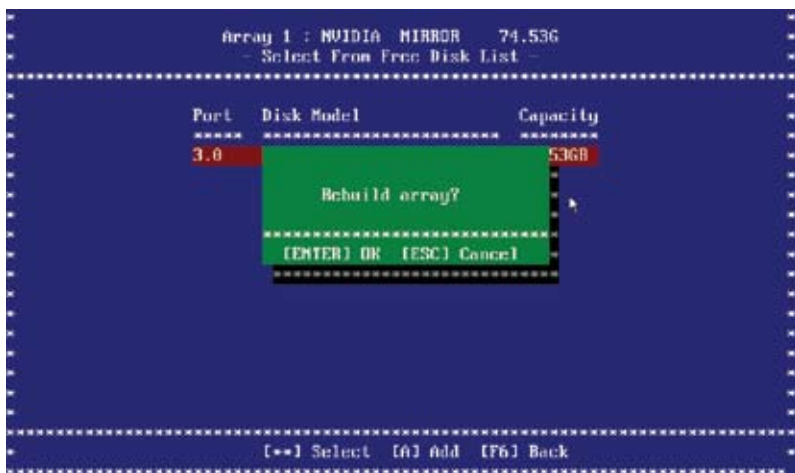 Array 1 : NVIDIA MIRROR 74.53G
- Select From Free Disk List -
Port Disk Model Capacity
3.0 53GB
Rebuild array?
[ENTER] OK [ESC] Cancel
[↔] Select [A] Add [F6] Back